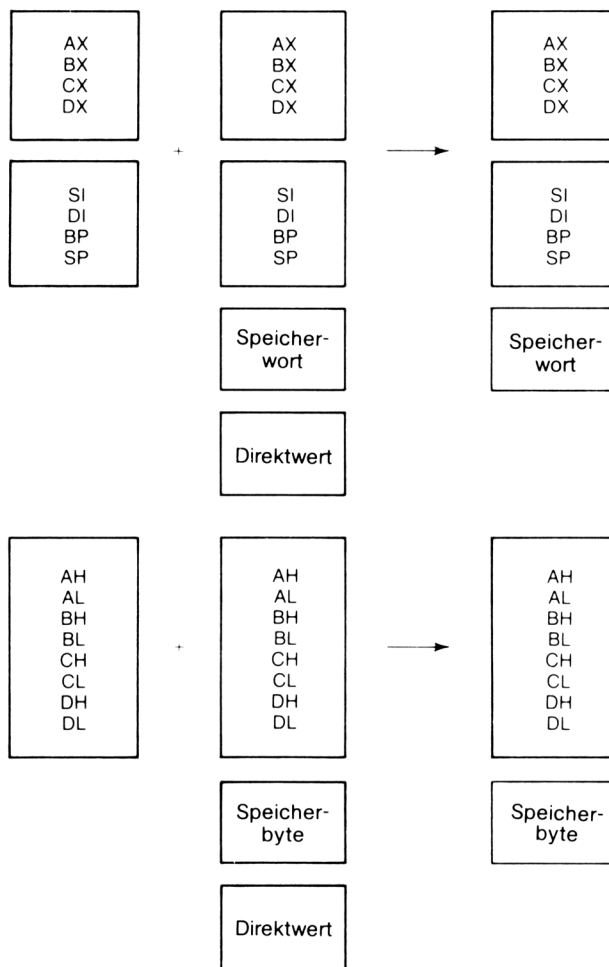 AX
BX
CX
DX
+
AX
BX
CX
DX
AX
BX
CX
DX
SI
DI
BP
SP
SI
DI
BP
SP
SI
DI
BP
SP
Speicher-
wort
Speicher-
wort
Direktwert
AH
AL
BH
BL
CH
CL
DH
DL
+
AH
AL
BH
BL
CH
CL
DH
DL
AH
AL
BH
BL
CH
CL
DH
DL
Speicher-
byte
Speicher-
byte
Direktwert